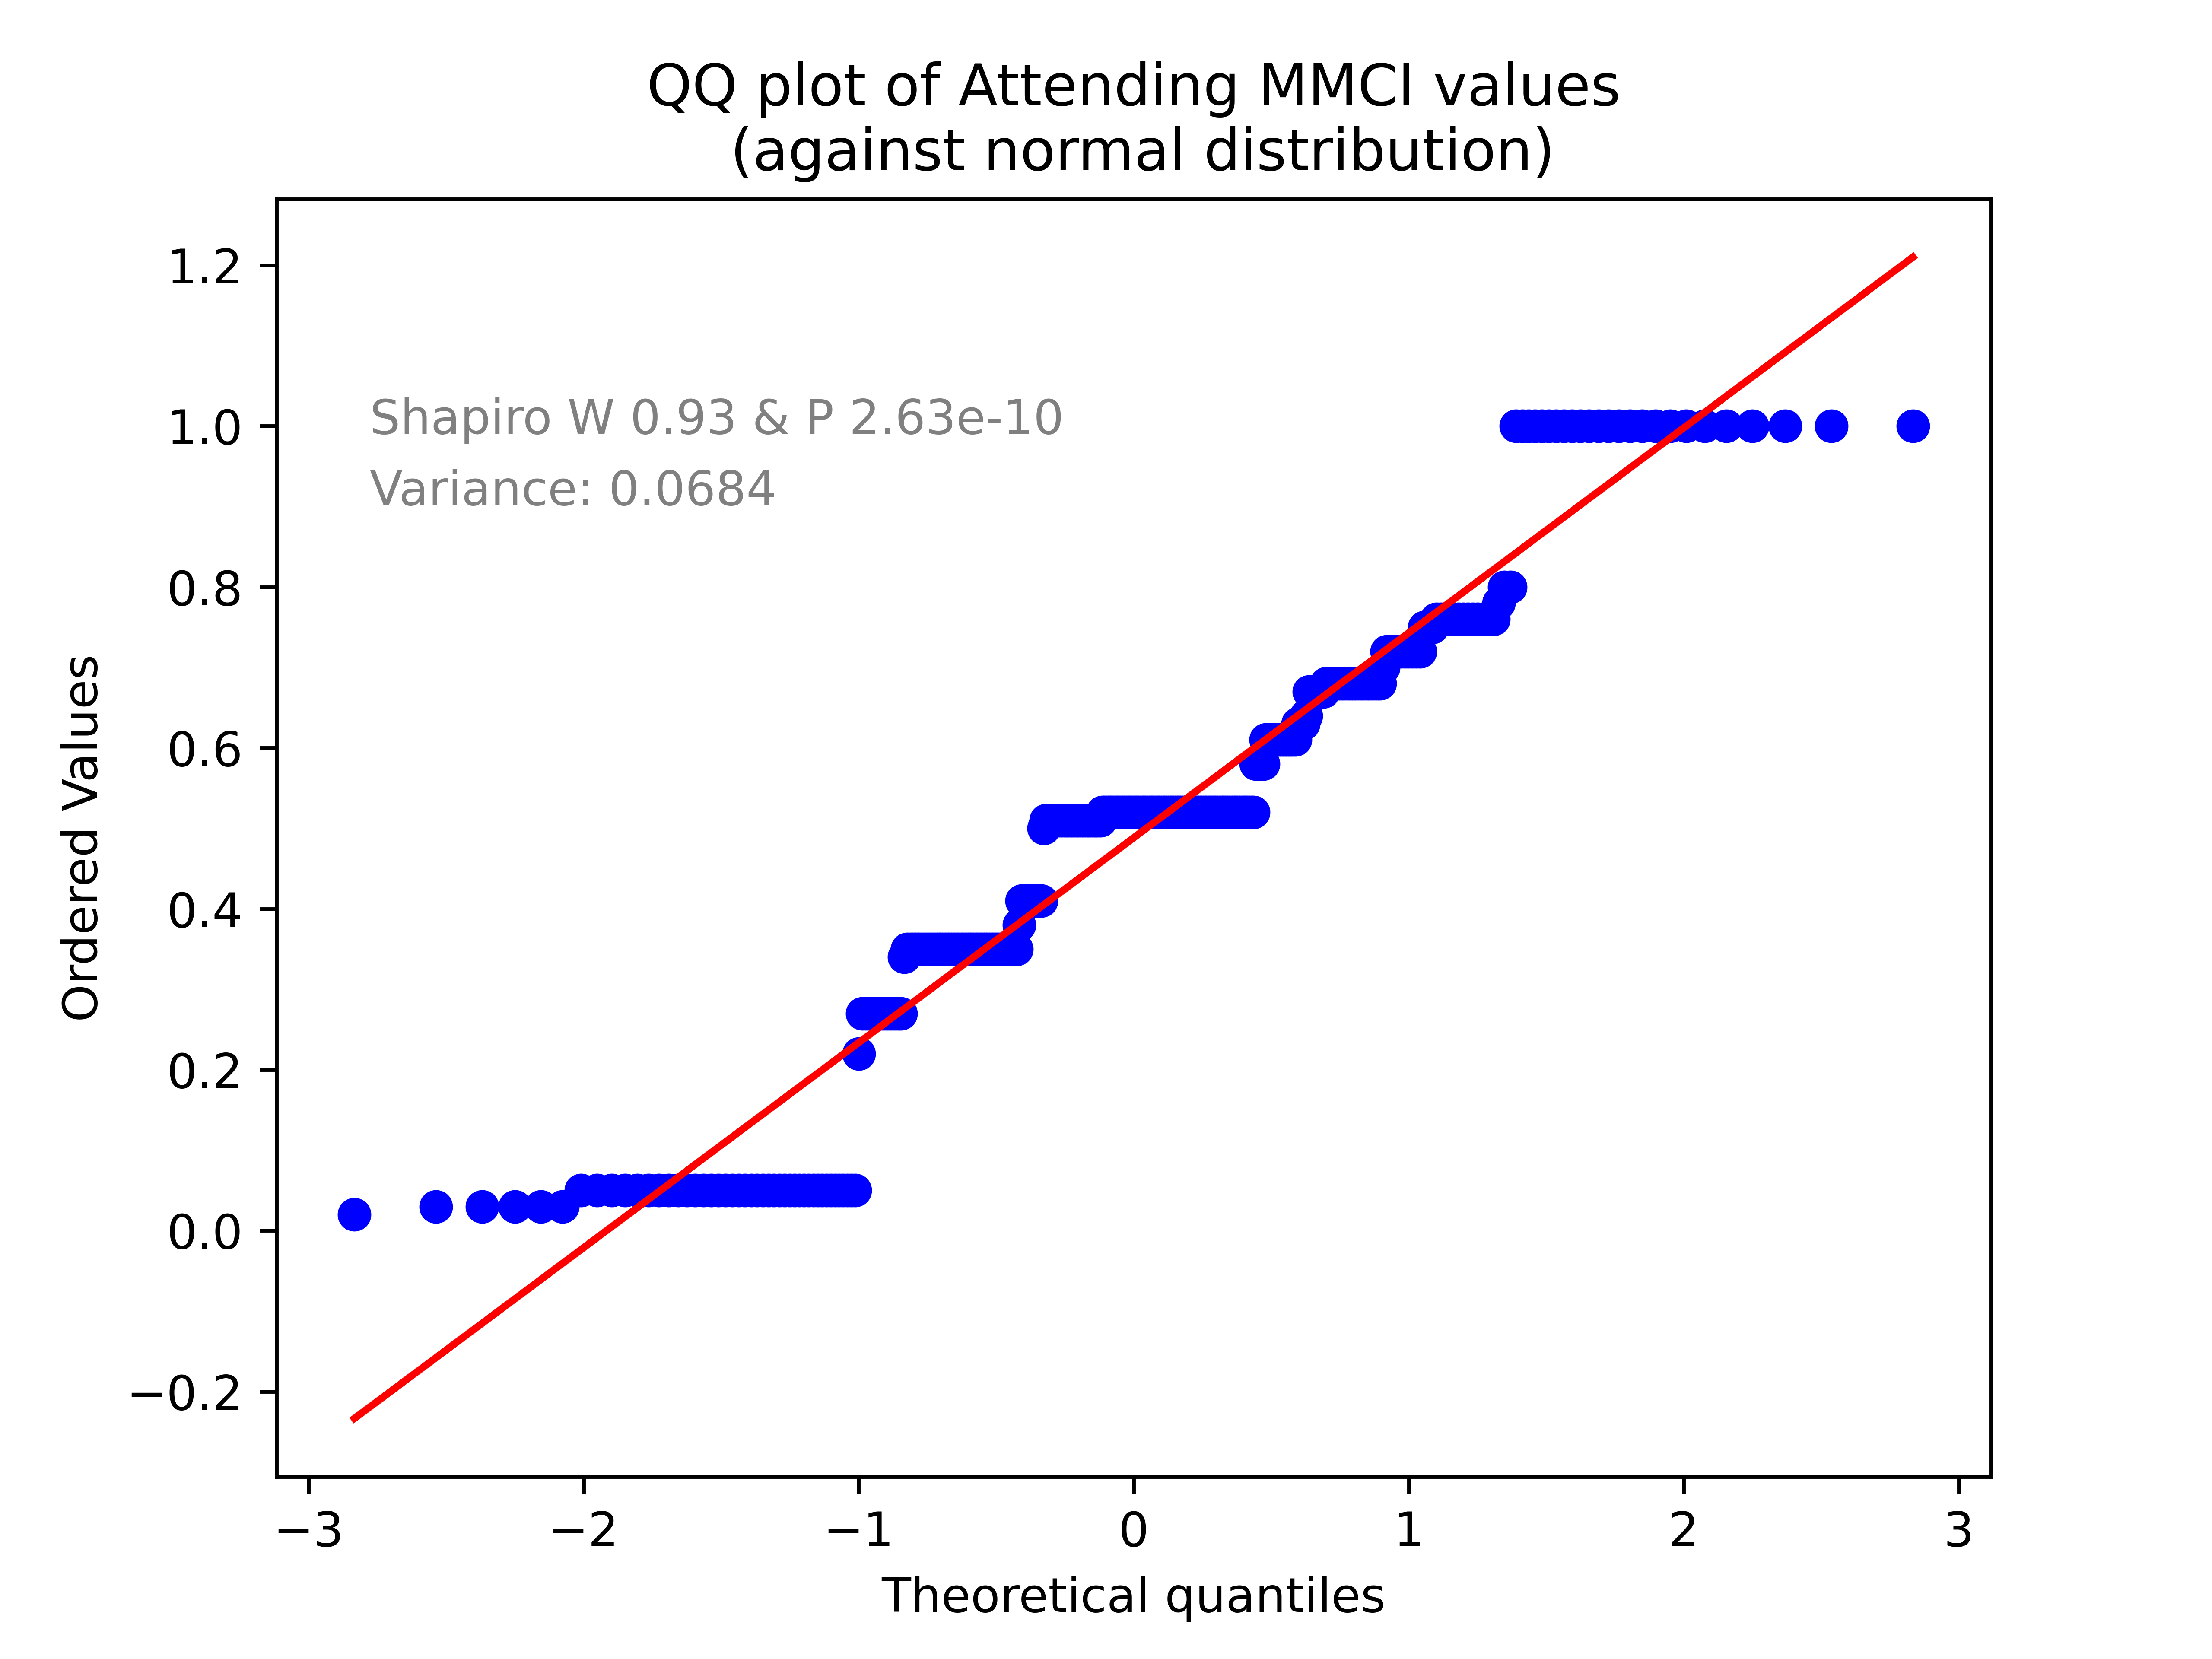 QQ plot of Attending MMCI values
(against normal distribution)
1.2
1.0
0.8
0.6
0.4
0.2
0.0
−0.2
Ordered Values
Shapiro W 0.93 & P 2.63e-10
Variance: 0.0684
−3
−2
−1
0
1
2
3
Theoretical quantiles